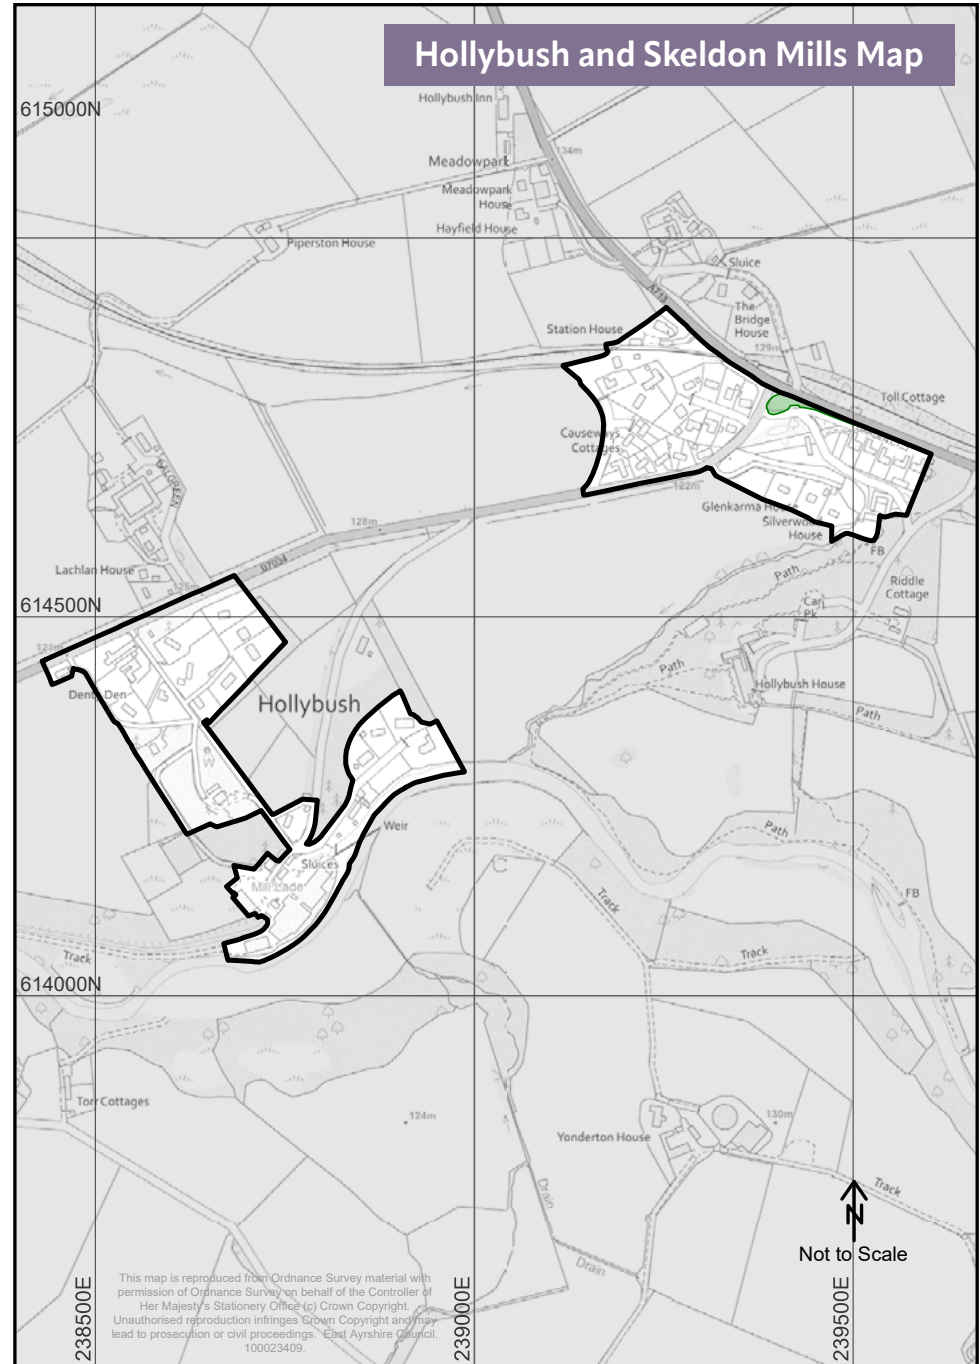 Hollybush and Skeldon Mills Map
Hollybush Inn
615000N
134m
Meadowpark
Meadowpark
House
Hayfield House
Piperston House
Sluice
A713
The
Bridge
House
Station House
129m
Toll Cottage
Causeways
Cottages
122m
Glenkarma House
Silverwood
House
FB
128m
B7034
BALGREEN
Lachlan House
125m
Path
Riddle
Cottage
Car
Pk
614500N
121m
Path
Hollybush House
Path
Hollybush
Weir
Path
Sluices
Mill Lade
FB
Track
Track
Track
614000N
Torr Cottages
124m
Yonderton House
130m
Track
Drain
N
Not to Scale
Drain
This map is reproduced from Ordnance Survey material with
permission of Ordnance Survey on behalf of the Controller of
Her Majesty's Stationery Office (c) Crown Copyright.
Unauthorised reproduction infringes Crown Copyright and may
lead to prosecution or civil proceedings. East Ayrshire Council.
100023409.
238500E
239000E
239500E